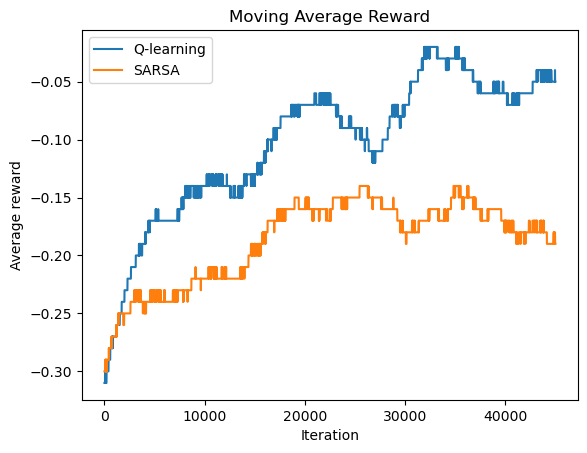 Moving Average Reward
Q-learning
SARSA
−0.05
−0.10
−0.15
−0.20
−0.25
−0.30
Average reward
0
10000
20000
30000
40000
Iteration